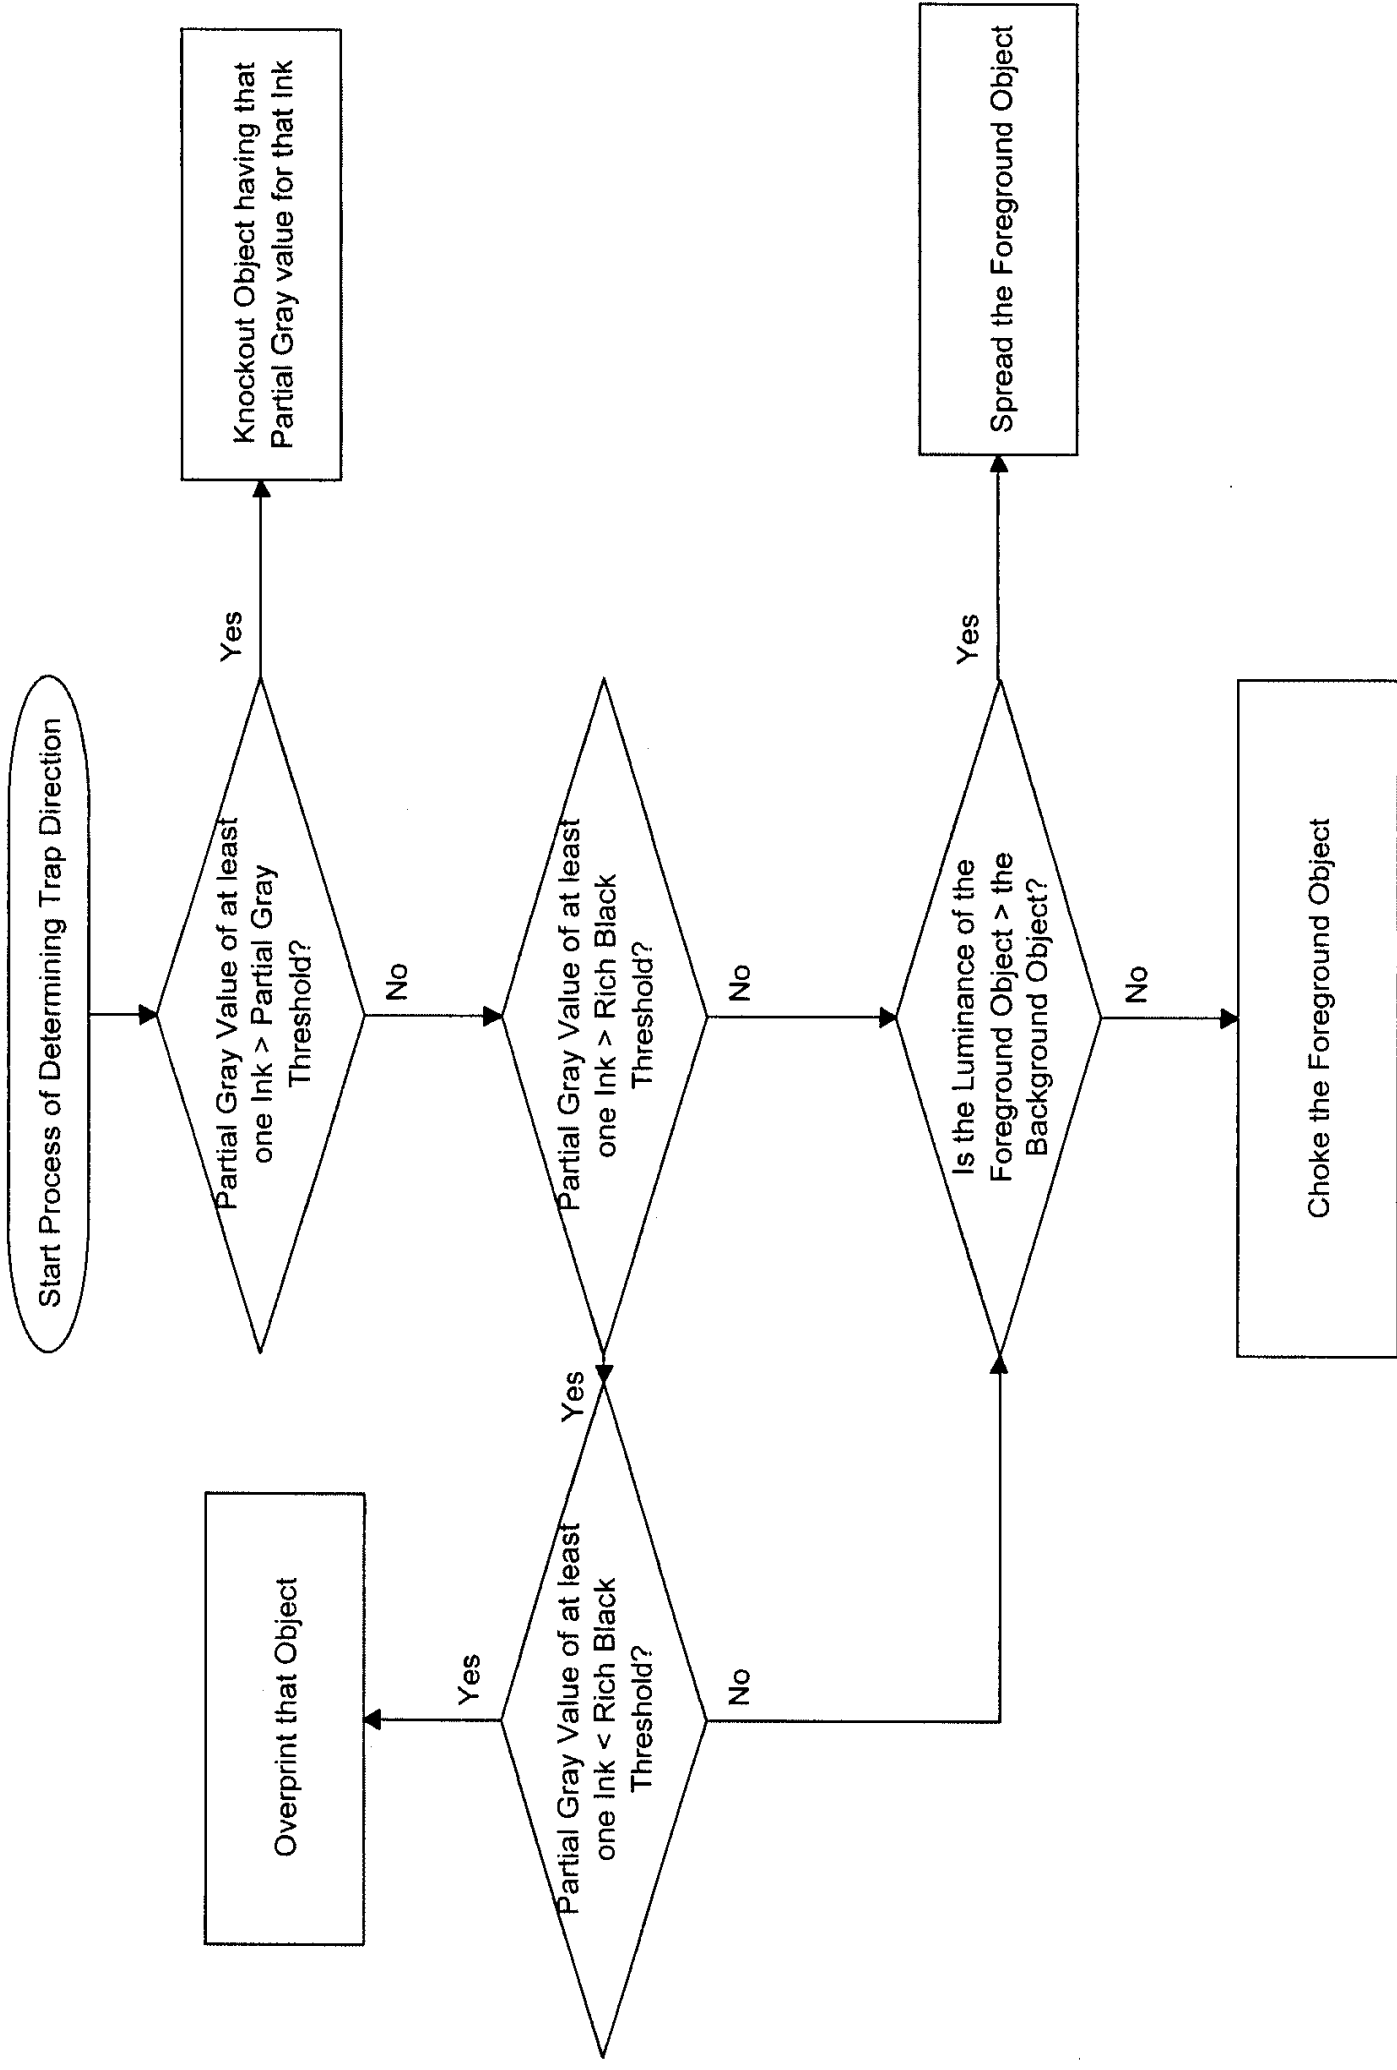 Start Process of Determining Trap Direction
Partial Gray Value of at least
one Ink > Partial Gray
Threshold?
Yes
Knockout Object having that
Partial Gray value for that Ink
No
Partial Gray Value of at least
one Ink > Rich Black
Threshold?
Yes
Partial Gray Value of at least
one Ink < Rich Black
Threshold?
Yes
Overprint that Object
No
No
Is the Luminance of the
Foreground Object > the
Background Object?
Yes
Spread the Foreground Object
No
Choke the Foreground Object